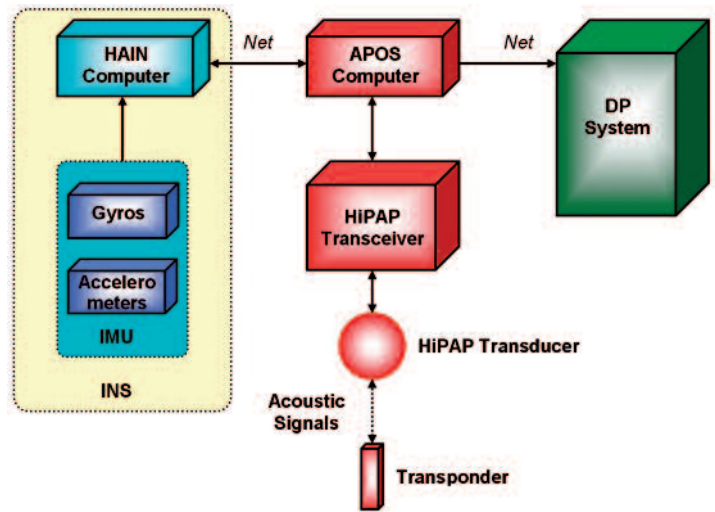 HAIN
Computer
Net
APOS
Computer
Net
DP
System
Gyros
HiPAP
Transceiver
Accelero
meters
IMU
HiPAP Transducer
INS
Acoustic
Signals
Transponder